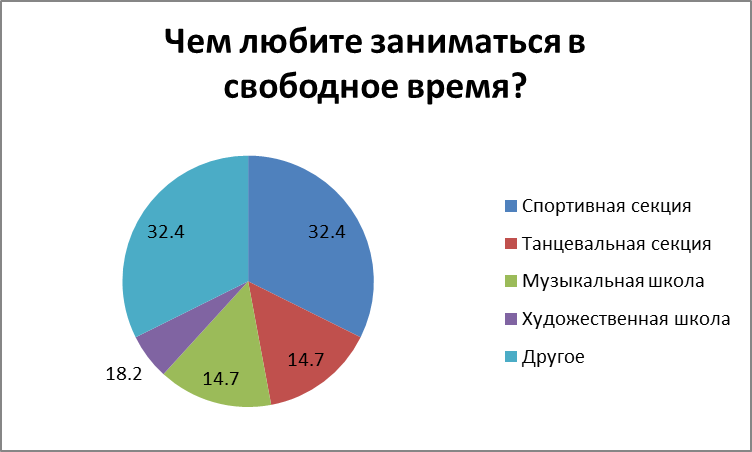 Чем любите заниматься в
свободное время?
32.4
32.4
14.7
14.7
18.2
Спортивная секция
Танцевальная секция
Музыкальная школа
Художественная школа
Другое